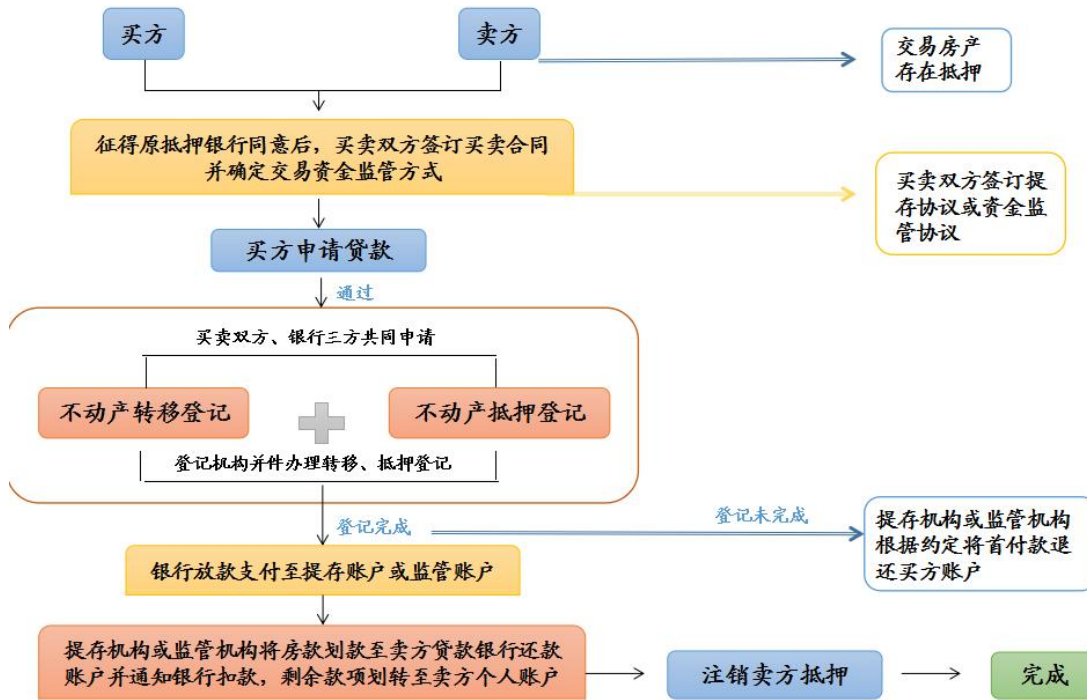 买方
卖方
交易房产
存在抵押
征得原抵押银行同意后，买卖双方签订买卖合同
并确定交易资金监管方式
买卖双方签订提
存协议或资金监
管协议
买方申请贷款
通过
买卖双方、银行三方共同申请
不动产转移登记
不动产抵押登记
登记机构并件办理转移、抵押登记
登记完成
登记未完成
提存机构或监管机构
根据约定将首付款退
还买方账户
银行放款支付至提存账户或监管账户
提存机构或监管机构将房款划款至卖方贷款银行还款
账户并通知银行扣款，剩余款项划转至卖方个人账户
注销卖方抵押
完成